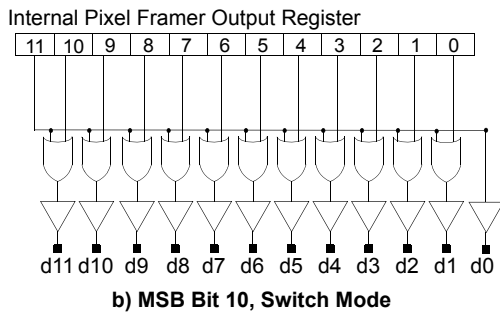 Internal Pixel Framer Output Register
11 10 9 8 7 6 5 4 3 2 1 0
d11 d10 d9 d8 d7 d6 d5 d4 d3 d2 d1 d0
b) MSB Bit 10, Switch Mode